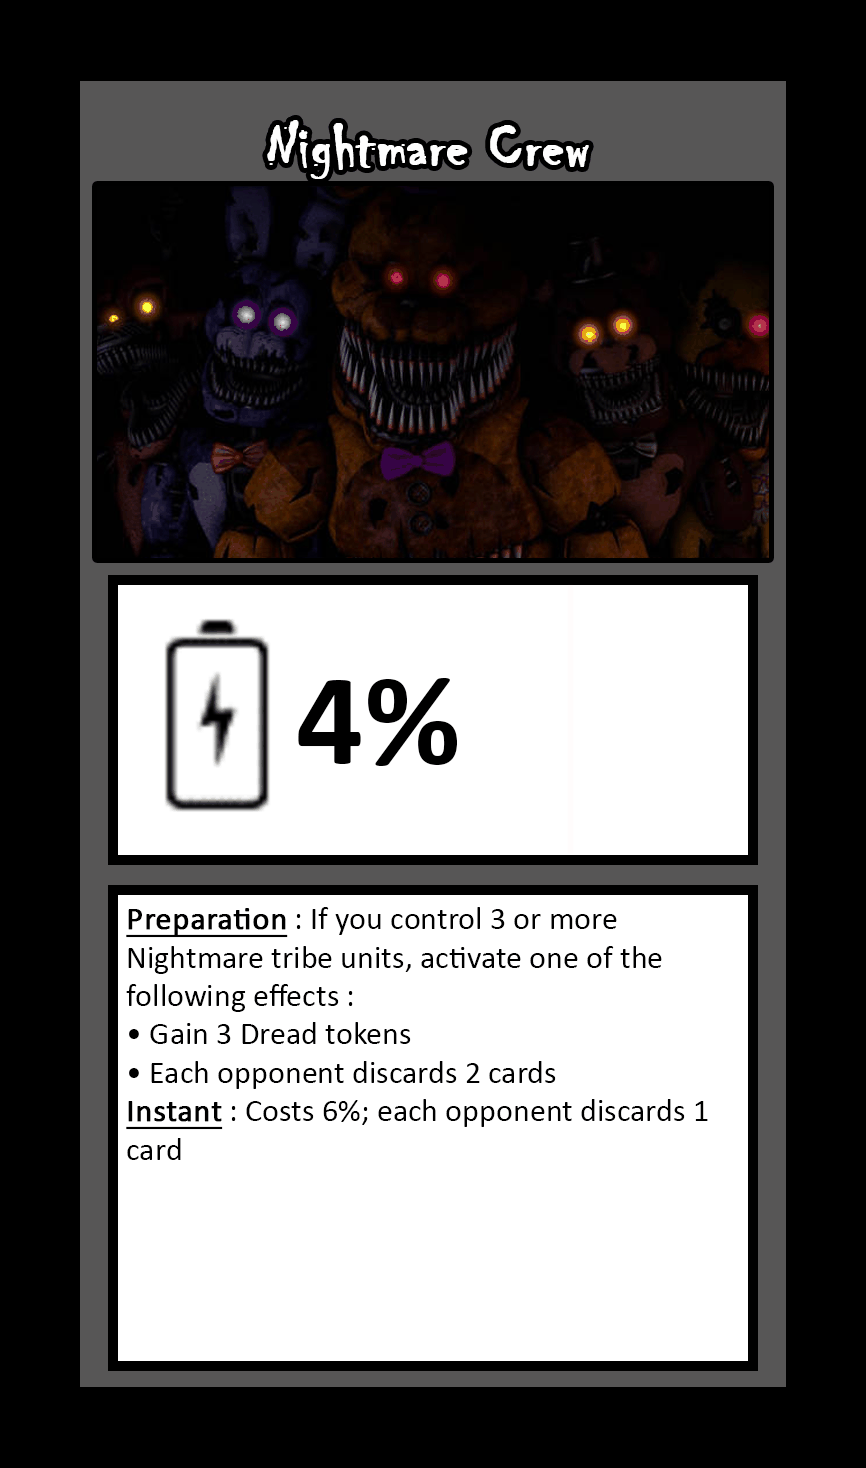 Nightmare Crew
4%
Preparation : If you control 3 or more
Nightmare tribe units, activate one of the
following effects :
• Gain 3 Dread tokens
• Each opponent discards 2 cards
Instant : Costs 6%; each opponent discards 1
card